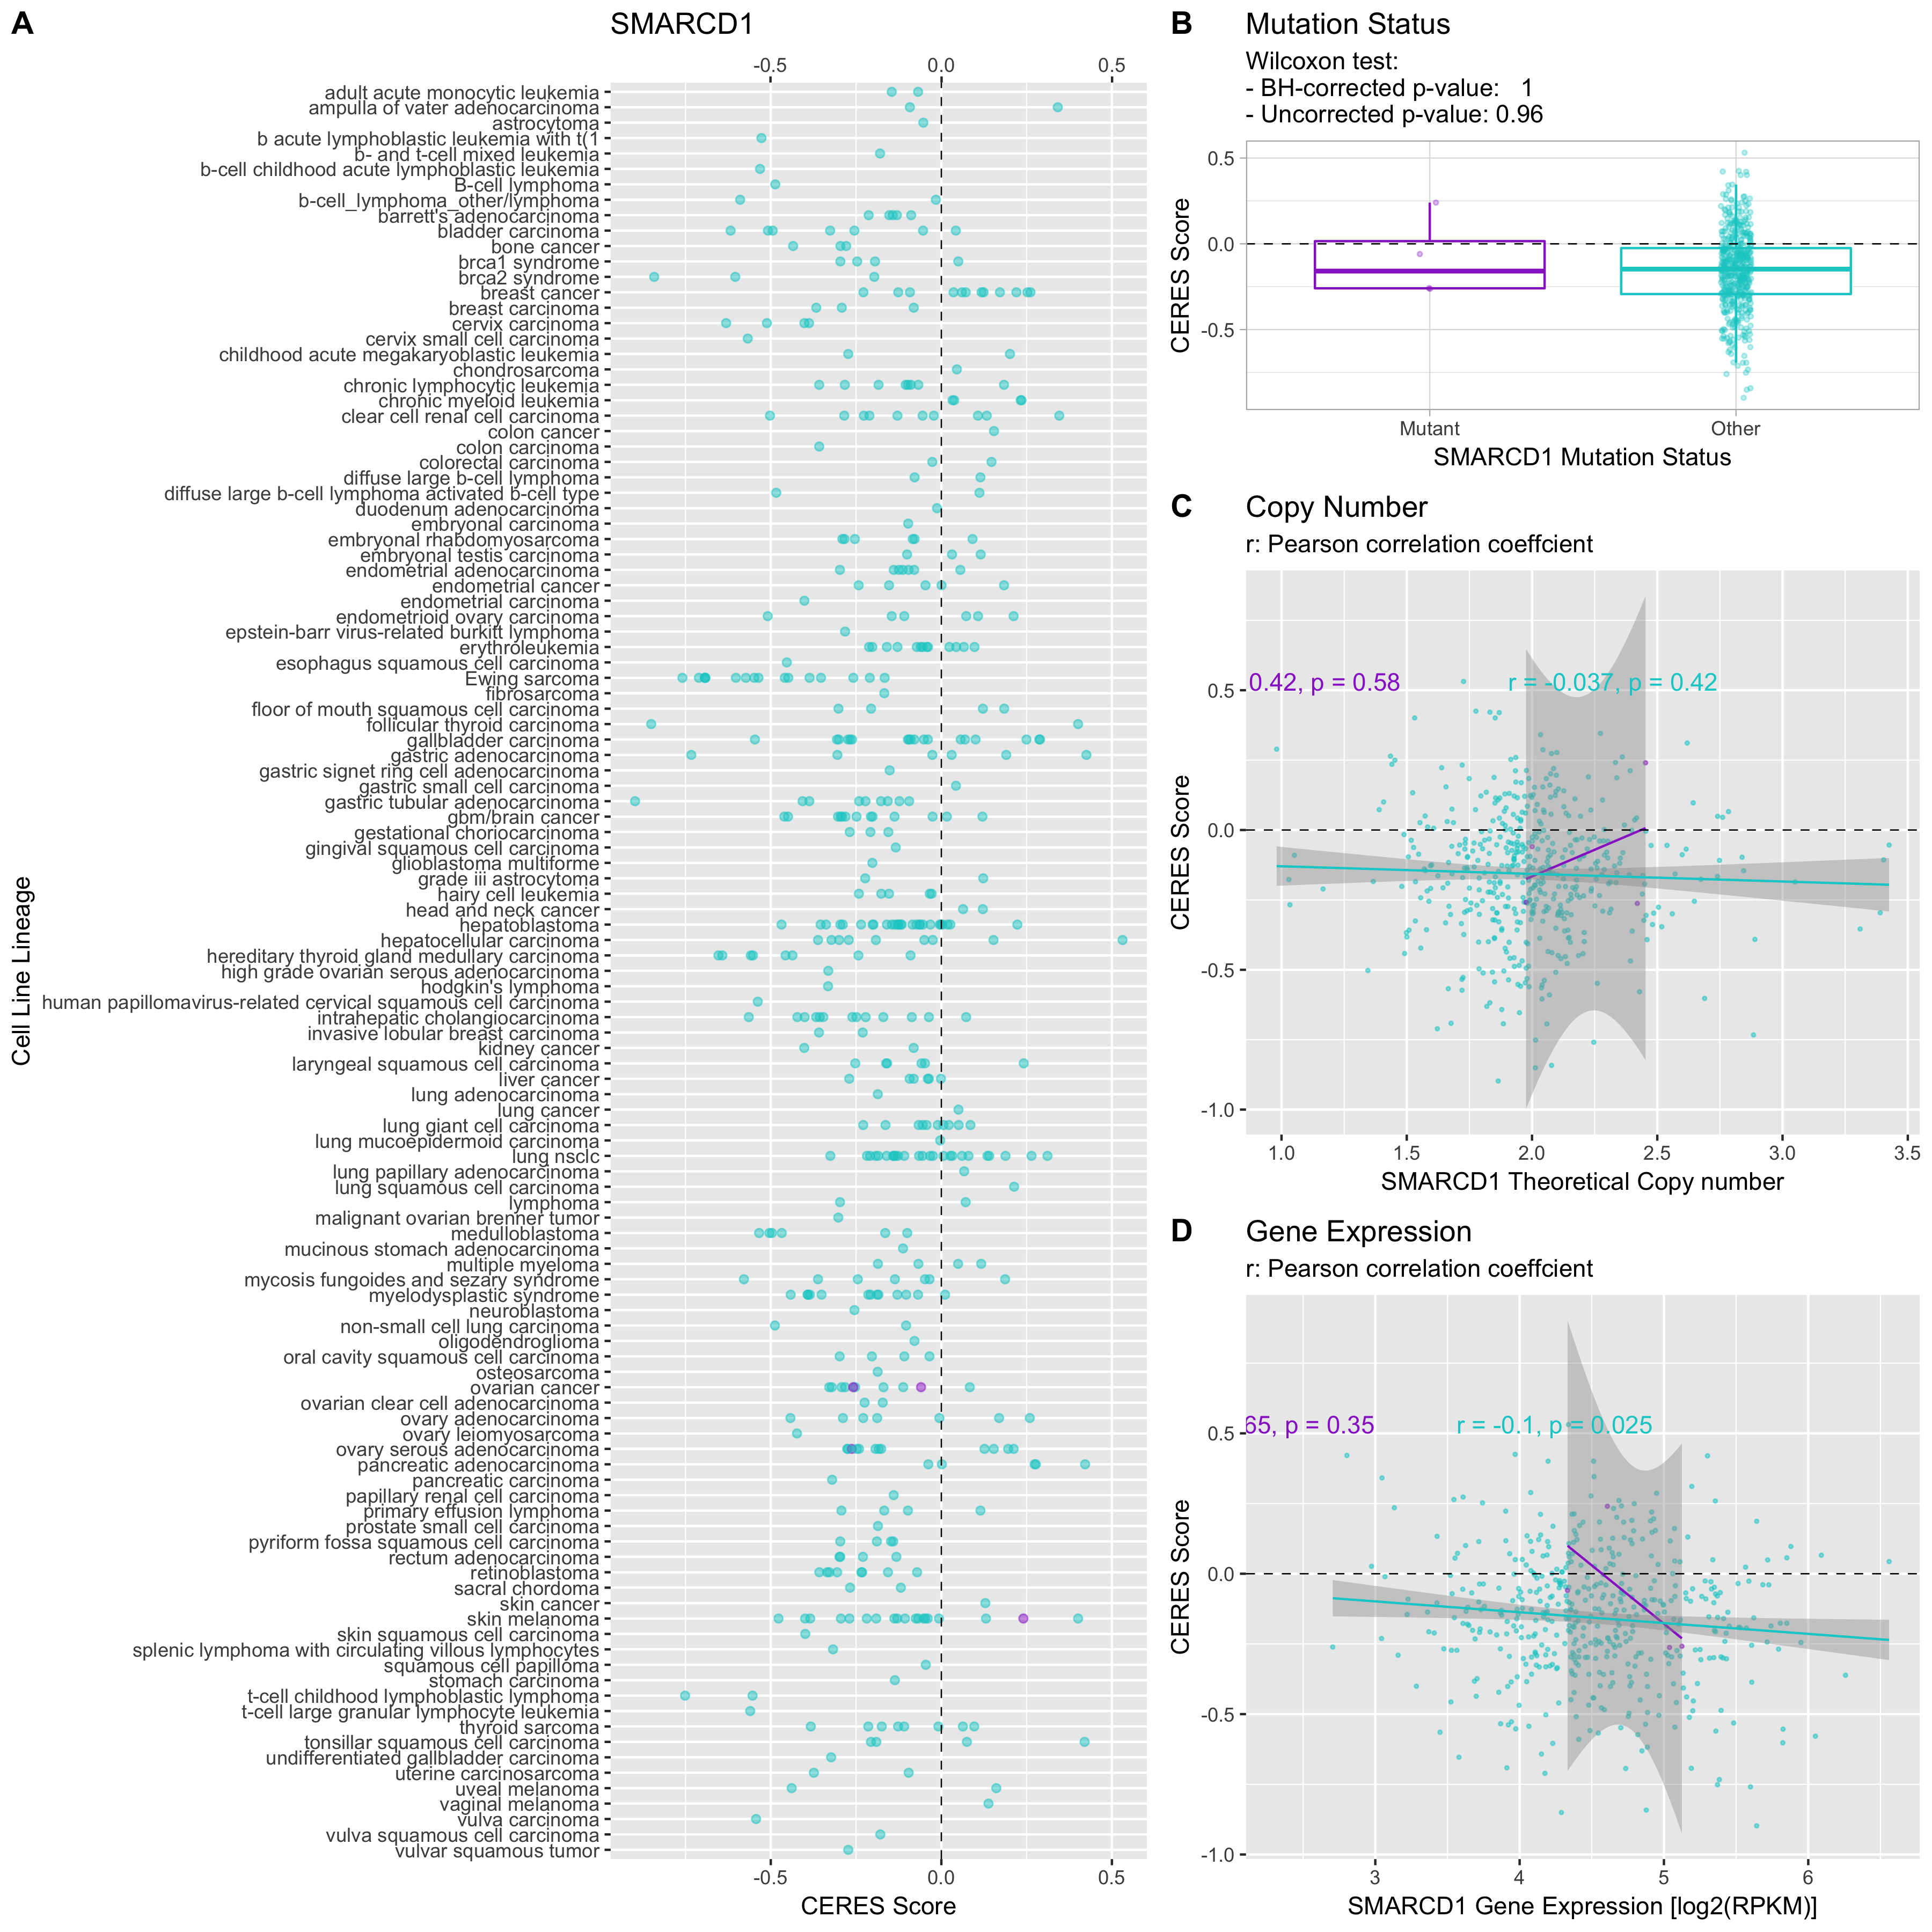 A
SMARCD1
-0.5 0.0 0.5
Cell Line Lineage
adult acute monocytic leukemia
ampulla of vater adenocarcinoma
astrocytoma
b acute lymphoblastic leukemia with t(1
b- and t-cell mixed leukemia
b-cell childhood acute lymphoblastic leukemia
B-cell lymphoma
b-cell_lymphoma_other/lymphoma
barrett's adenocarcinoma
bladder carcinoma
bone cancer
brca1 syndrome
brca2 syndrome
breast cancer
breast carcinoma
cervix carcinoma
cervix small cell carcinoma
childhood acute megakaryoblastic leukemia
chondrosarcoma
chronic lymphocytic leukemia
chronic myeloid leukemia
clear cell renal cell carcinoma
colon cancer
colon carcinoma
colorectal carcinoma
diffuse large b-cell lymphoma
diffuse large b-cell lymphoma activated b-cell type
duodenum adenocarcinoma
embryonal carcinoma
embryonal rhabdomyosarcoma
embryonal testis carcinoma
endometrial adenocarcinoma
endometrial cancer
endometrial carcinoma
endometrioid ovary carcinoma
epstein-barr virus-related burkitt lymphoma
erythroleukemia
esophagus squamous cell carcinoma
Ewing sarcoma
fibrosarcoma
floor of mouth squamous cell carcinoma
follicular thyroid carcinoma
gallbladder carcinoma
gastric adenocarcinoma
gastric signet ring cell adenocarcinoma
gastric small cell carcinoma
gastric tubular adenocarcinoma
gbm/brain cancer
gestational choriocarcinoma
gingival squamous cell carcinoma
glioblastoma multiforme
grade iii astrocytoma
hairy cell leukemia
head and neck cancer
hepatoblastoma
hepatocellular carcinoma
hereditary thyroid gland medullary carcinoma
high grade ovarian serous adenocarcinoma
hodgkin's lymphoma
human papillomavirus-related cervical squamous cell carcinoma
intrahepatic cholangiocarcinoma
invasive lobular breast carcinoma
kidney cancer
laryngeal squamous cell carcinoma
liver cancer
lung adenocarcinoma
lung cancer
lung giant cell carcinoma
lung mucoepidermoid carcinoma
lung nsclc
lung papillary adenocarcinoma
lung squamous cell carcinoma
lymphoma
malignant ovarian brenner tumor
medulloblastoma
mucinous stomach adenocarcinoma
multiple myeloma
mycosis fungoides and sezary syndrome
myelodysplastic syndrome
neuroblastoma
non-small cell lung carcinoma
oligodendroglioma
oral cavity squamous cell carcinoma
osteosarcoma
ovarian cancer
ovarian clear cell adenocarcinoma
ovary adenocarcinoma
ovary leiomyosarcoma
ovary serous adenocarcinoma
pancreatic adenocarcinoma
pancreatic carcinoma
papillary renal cell carcinoma
primary effusion lymphoma
prostate small cell carcinoma
pyriform fossa squamous cell carcinoma
rectum adenocarcinoma
retinoblastoma
sacral chordoma
skin cancer
skin melanoma
skin squamous cell carcinoma
splenic lymphoma with circulating villous lymphocytes
squamous cell papilloma
stomach carcinoma
t-cell childhood lymphoblastic lymphoma
t-cell large granular lymphocyte leukemia
thyroid sarcoma
tonsillar squamous cell carcinoma
undifferentiated gallbladder carcinoma
uterine carcinosarcoma
uveal melanoma
vaginal melanoma
vulva carcinoma
vulva squamous cell carcinoma
vulvar squamous tumor
-0.5 0.0 0.5
CERES Score
B
Mutation Status
Wilcoxon test:
- BH-corrected p-value: 1
- Uncorrected p-value: 0.96
CERES Score
0.5
0.0
-0.5
Mutant Other
SMARCD1 Mutation Status
C
Copy Number
r: Pearson correlation coeffcient
CERES Score
0.42, p = 0.58 r = -0.037, p = 0.42
0.5
0.0
-0.5
-1.0
1.0 1.5 2.0 2.5 3.0 3.5
SMARCD1 Theoretical Copy number
D
Gene Expression
r: Pearson correlation coeffcient
CERES Score
65, p = 0.35 r = -0.1, p = 0.025
0.5
0.0
-0.5
-1.0
3 4 5 6
SMARCD1 Gene Expression [log2(RPKM)]